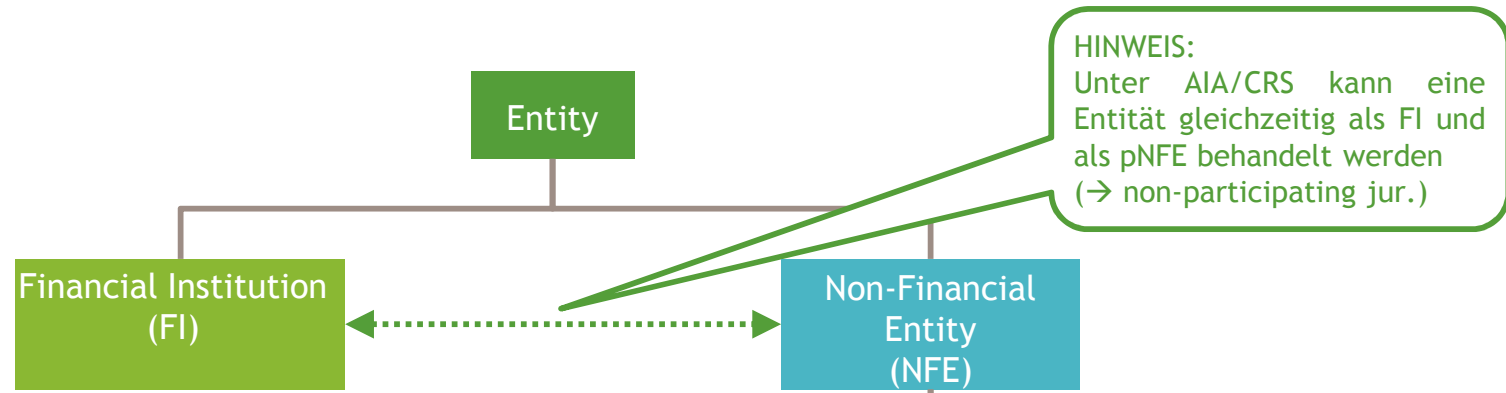 HINWEIS:
Unter AIA/CRS kann eine
Entität gleichzeitig als FI und
als pNFE behandelt werden
(→ non-participating jur.)
Entity
Financial Institution
(FI)
Non-Financial
Entity
(NFE)